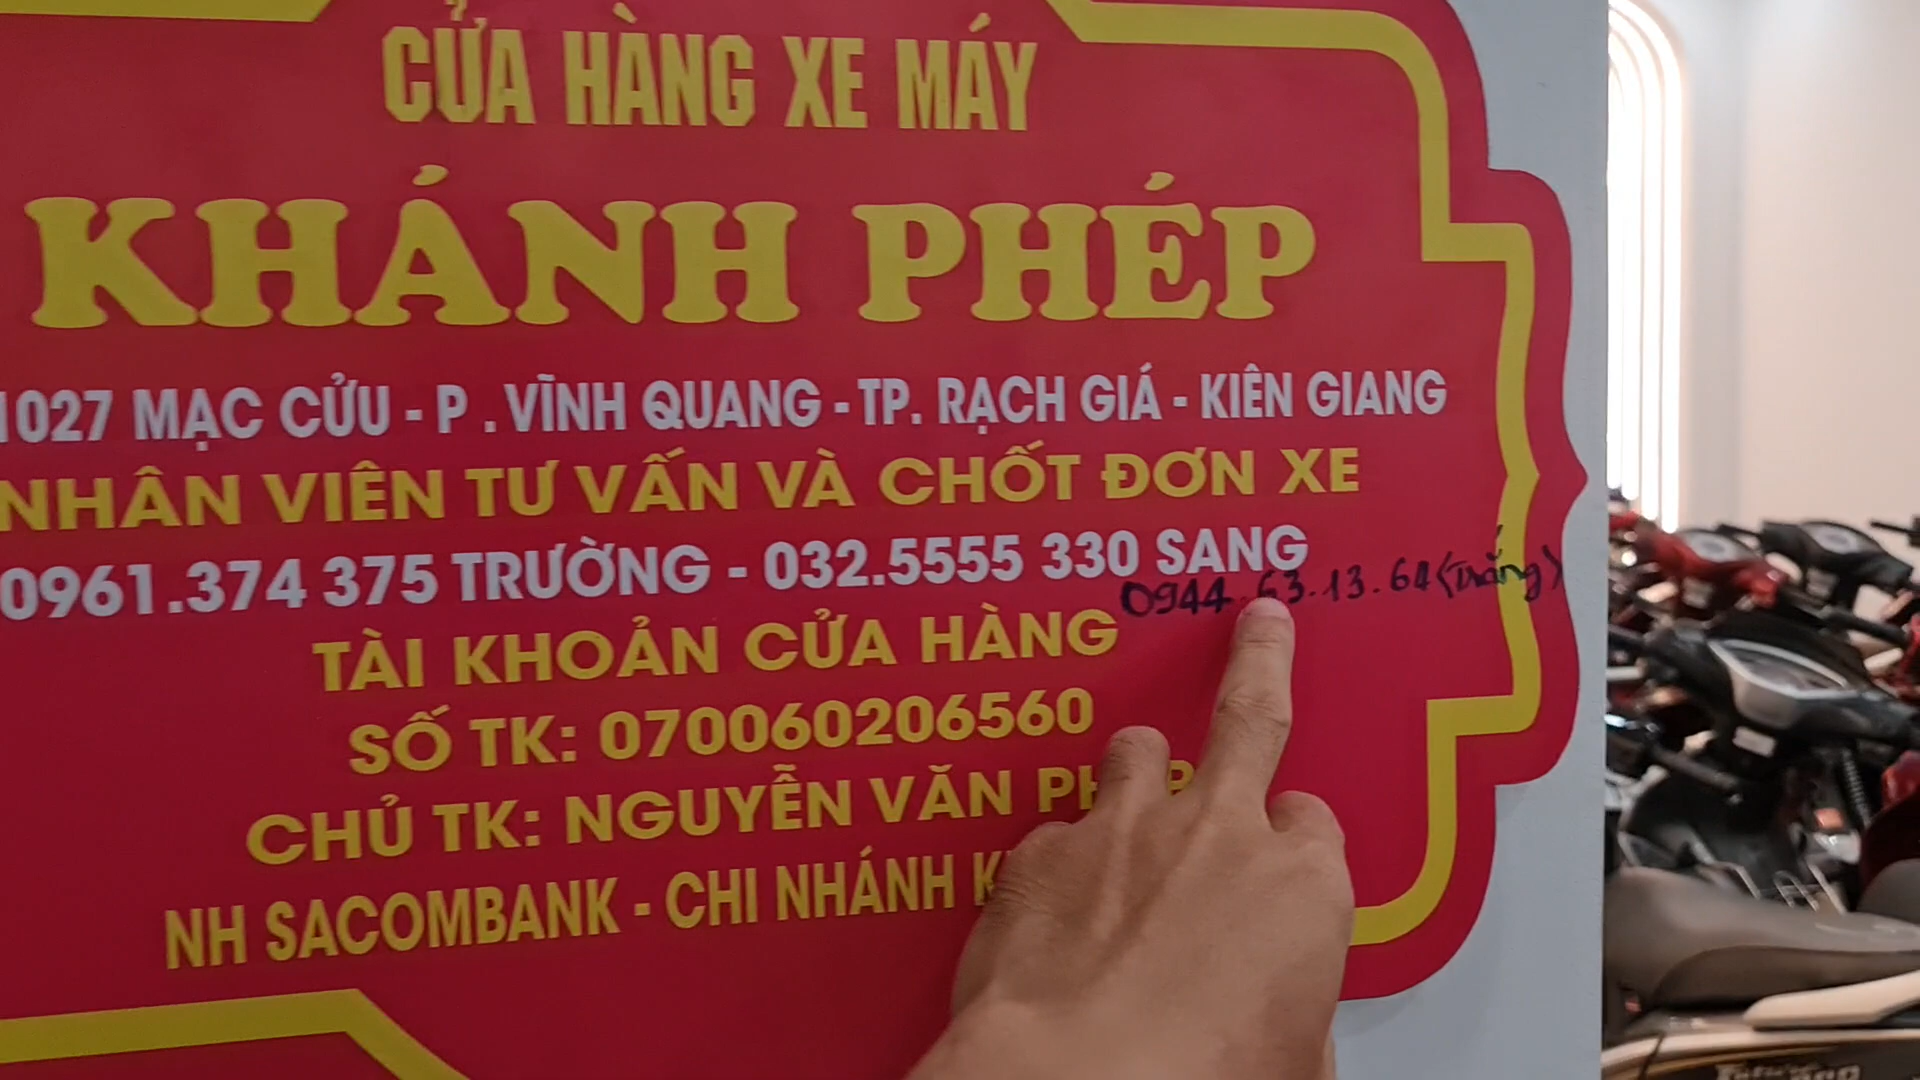 CỬA HÀNG XE MÁY
KHÁNH PHÉP
1027 MẠC CỬU - P . VĨNH QUANG - TP. RẠCH GIÁ - KIÊN GIANG
NHÂN VIÊN TƯ VẤN VÀ CHỐT ĐƠN XE
0961.374 375 TRƯỜNG - 032.5555 330 SANG
0944.63.13.64 (Thắng)
TÀI KHOẢN CỬA HÀNG
SỐ TK: 070060206560
CHỦ TK: NGUYỄN VĂN PHÉP
NH SACOMBANK - CHI NHÁNH